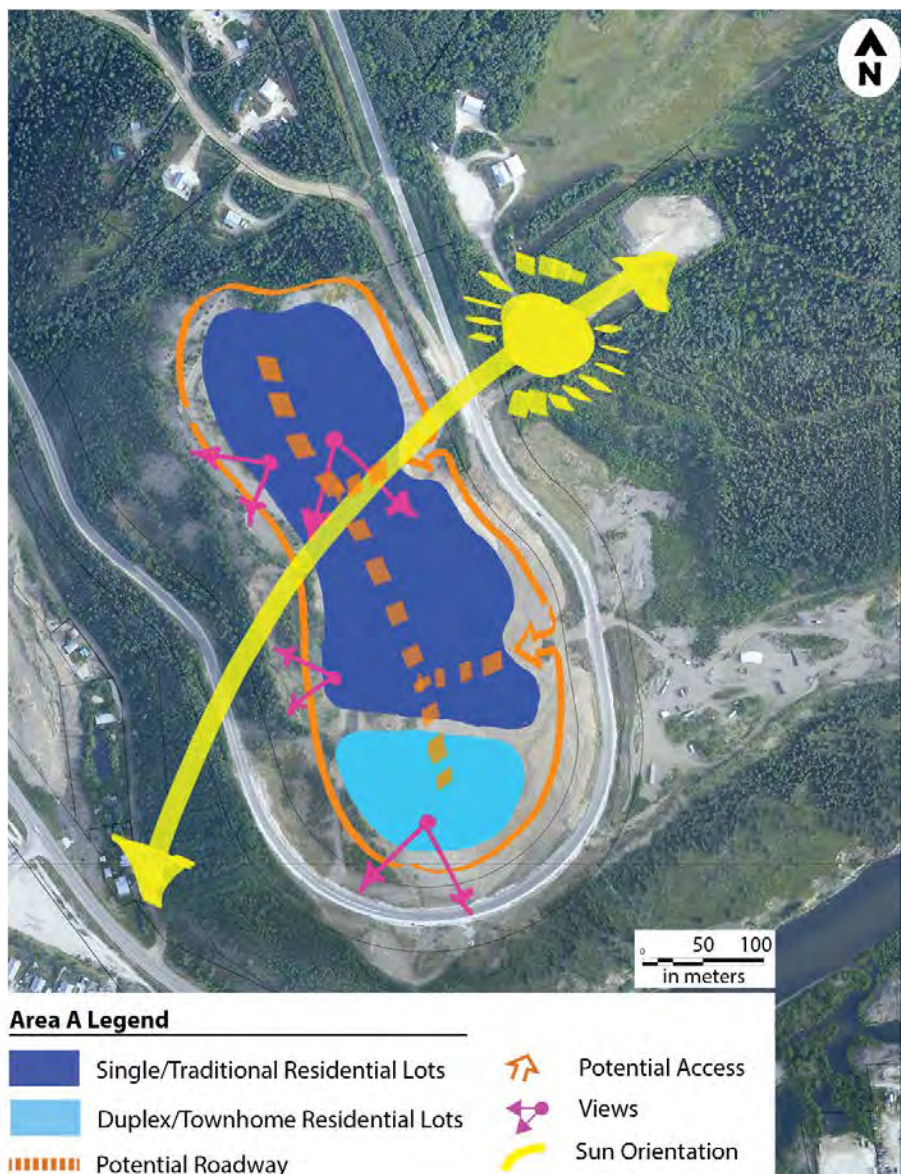 N
0 50 100
in meters
Area A Legend
Single/Traditional Residential Lots
Duplex/Townhome Residential Lots
Potential Roadway
Potential Access
Views
Sun Orientation